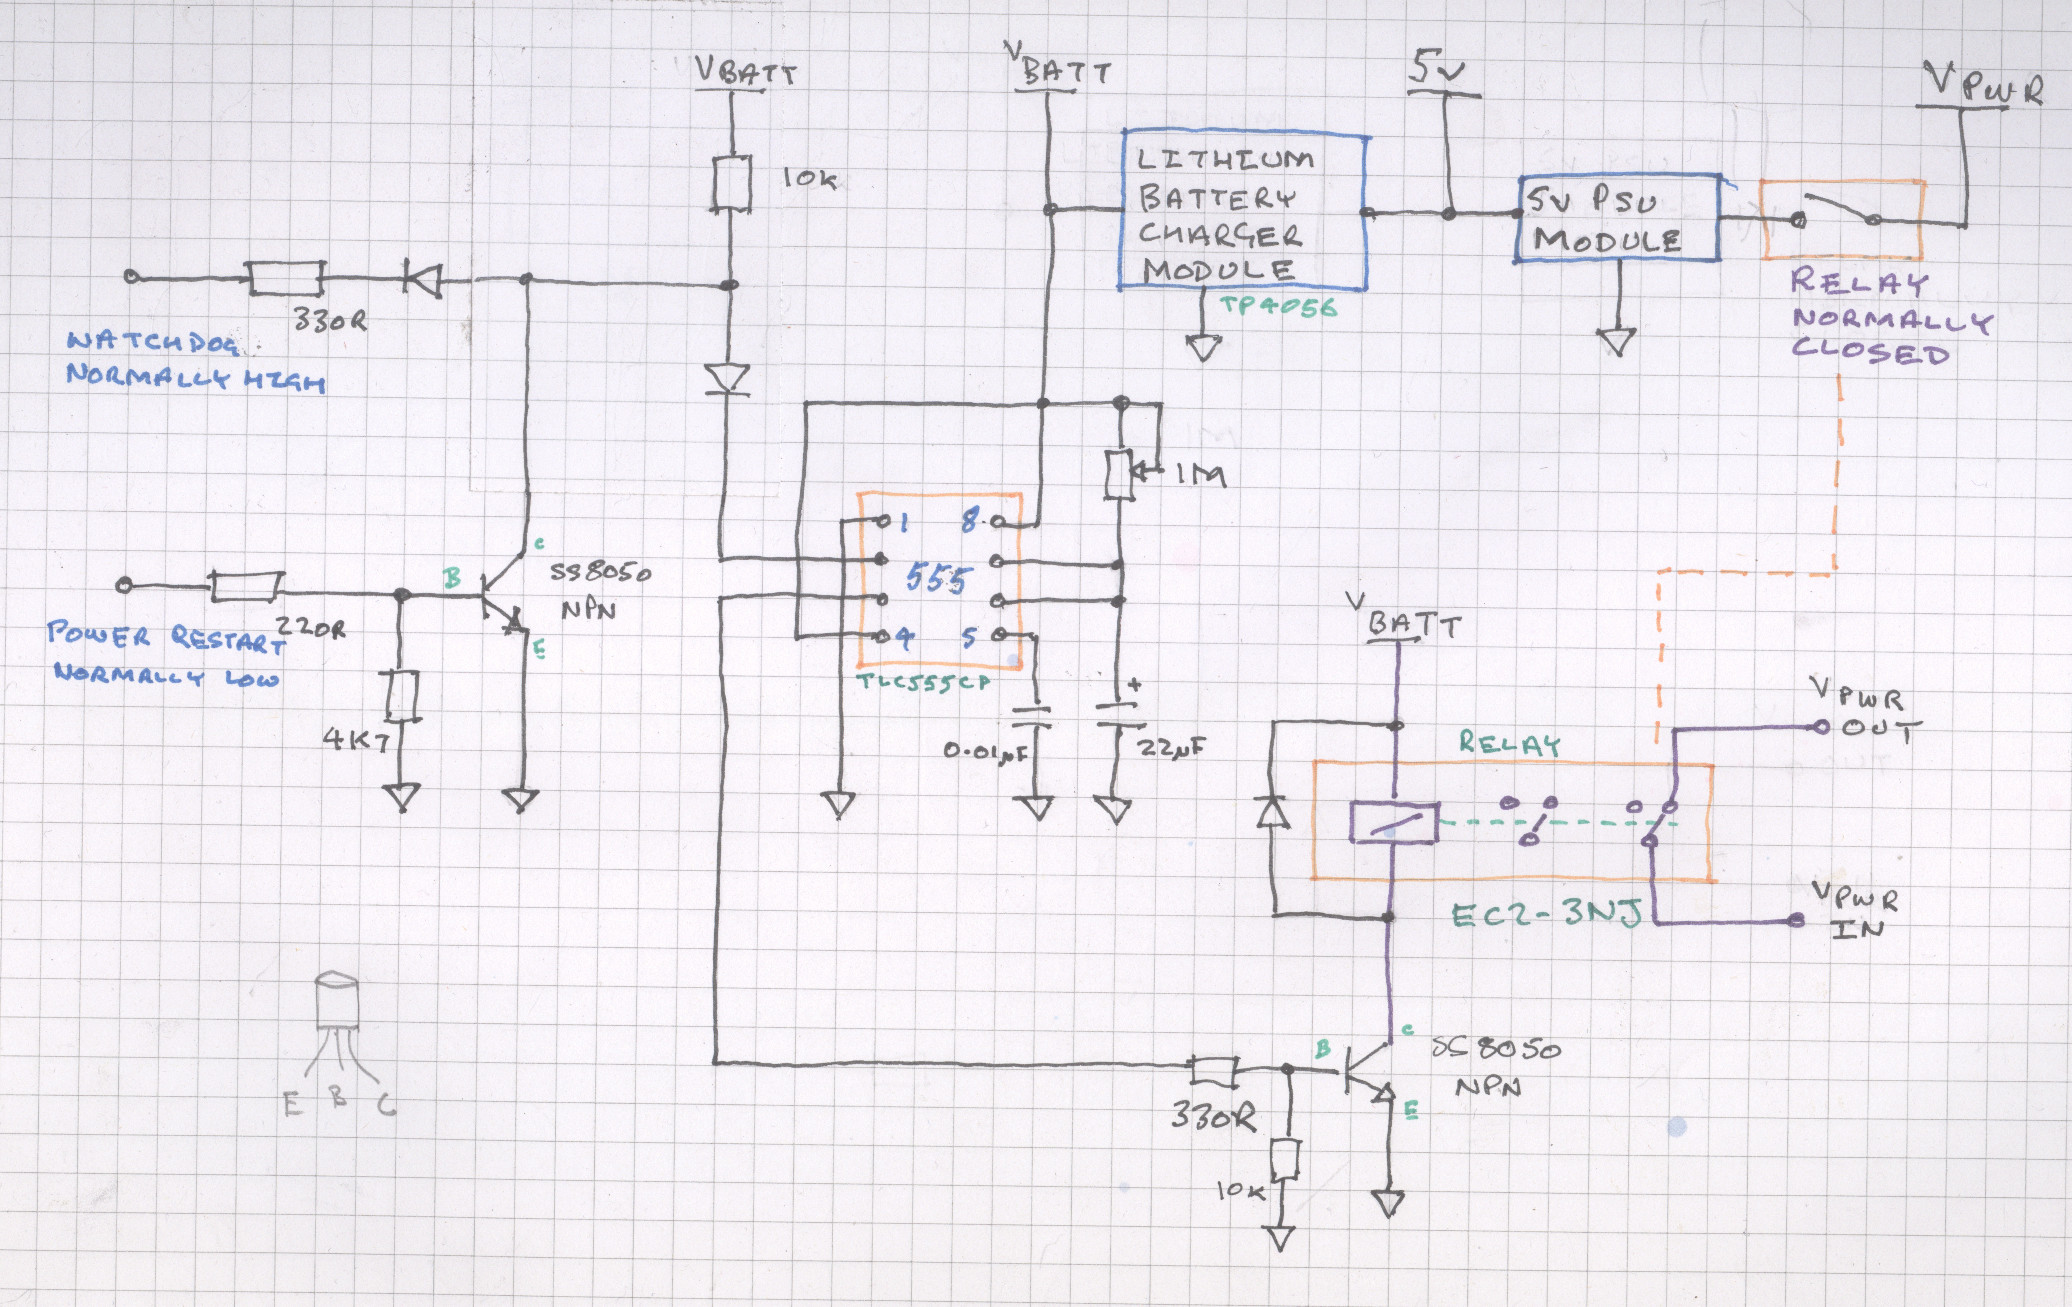 VBATT
VBATT
5V
VPWR
10K
LITHIUM
BATTERY
CHARGER
MODULE
TP4056
5V PSU
MODULE
RELAY
NORMALLY
CLOSED
330R
WATCHDOG
NORMALLY HIGH
1M
1 8
555
4 5
TLC555CP
C
B
E
SS8050
NPN
220R
POWER RESTART
NORMALLY LOW
4K7
0.01µF
+
22µF
VBATT
RELAY
VPWR
OUT
EC2-3NJ
VPWR
IN
E B C
C
B
E
SS8050
NPN
330R
10K